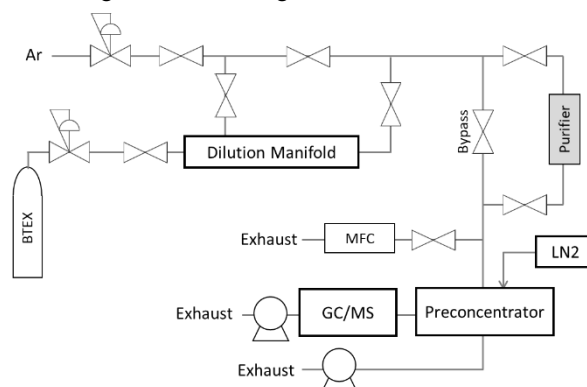 Ar
Bypass
Purifier
Dilution Manifold
BTEX
Exhaust
MFC
LN2
Exhaust
GC/MS
Preconcentrator
Exhaust